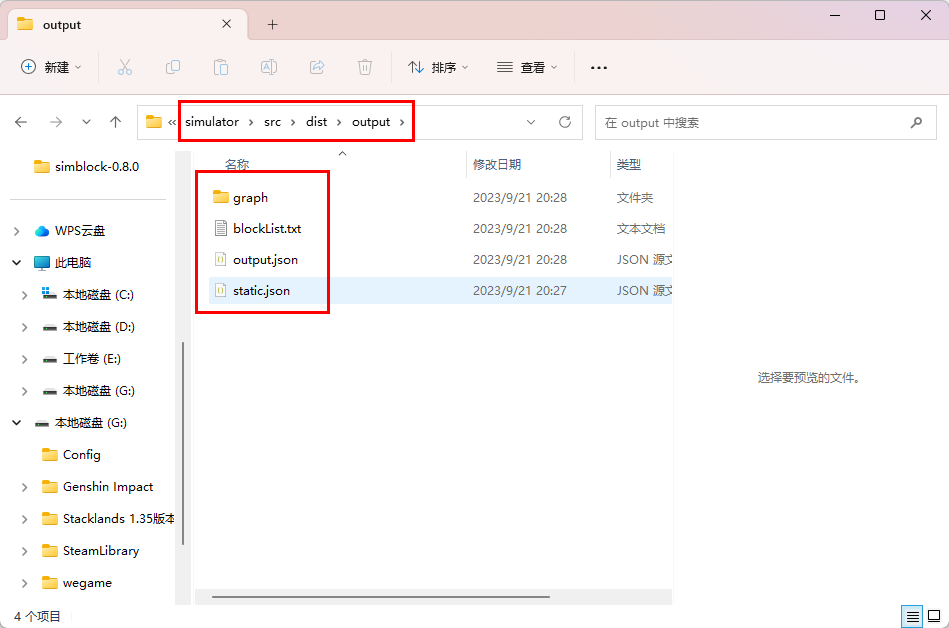 output
新建
排序
查看
« simulator › src › dist › output ›
在 output 中搜索
simblock-0.8.0
WPS云盘
此电脑
本地磁盘 (C:)
本地磁盘 (D:)
工作卷 (E:)
本地磁盘 (G:)
本地磁盘 (G:)
Config
Genshin Impact
Stacklands 1.35版本
SteamLibrary
wegame
名称 修改日期 类型
graph 2023/9/21 20:28 文件夹
blockList.txt 2023/9/21 20:28 文本文档
output.json 2023/9/21 20:28 JSON 源文
static.json 2023/9/21 20:27 JSON 源文
选择要预览的文件。
4 个项目